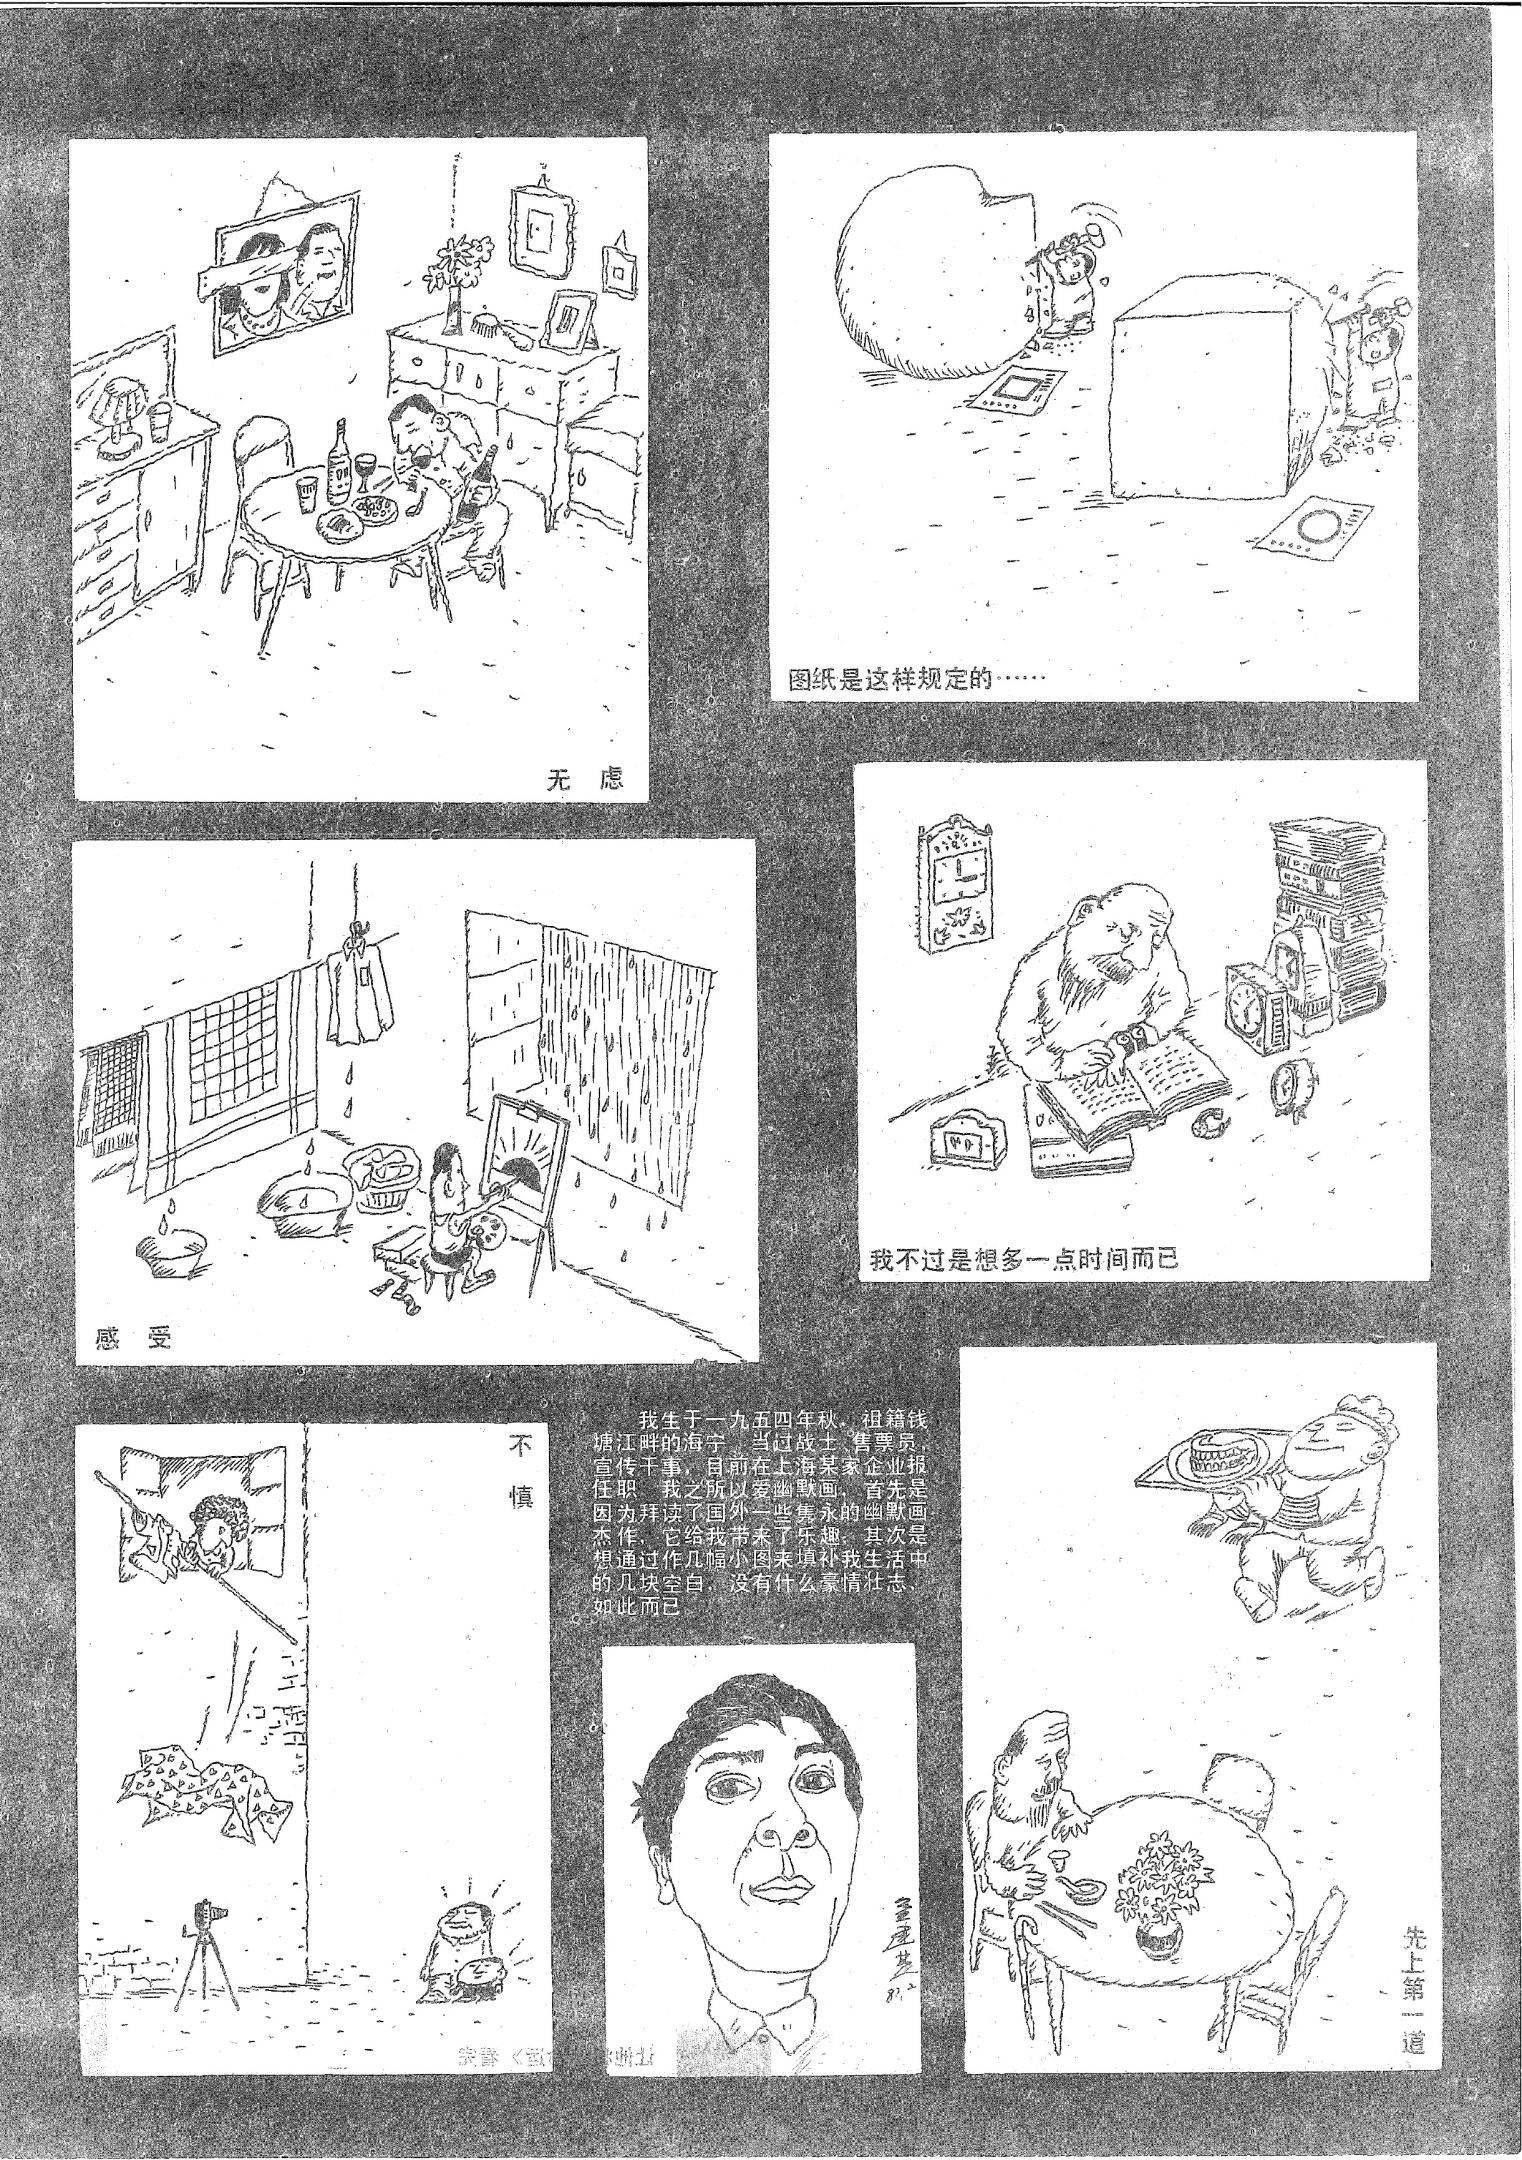 无虑
图纸是这样规定的……
感受
我不过是想多一点时间而已
不慎
我生于一九五四年秋。祖籍钱
塘江畔的海宁 当过战士、售票员,
宣传干事,目前在上海某家企业报
任职 我之所以爱幽默画,首先是
因为拜读了国外一些隽永的幽默画
杰作,它给我带来了乐趣,其次是
想通过作几幅小图来填补我生活中
的几块空白,没有什么豪情壮志,
如此而已
先上第一道
15